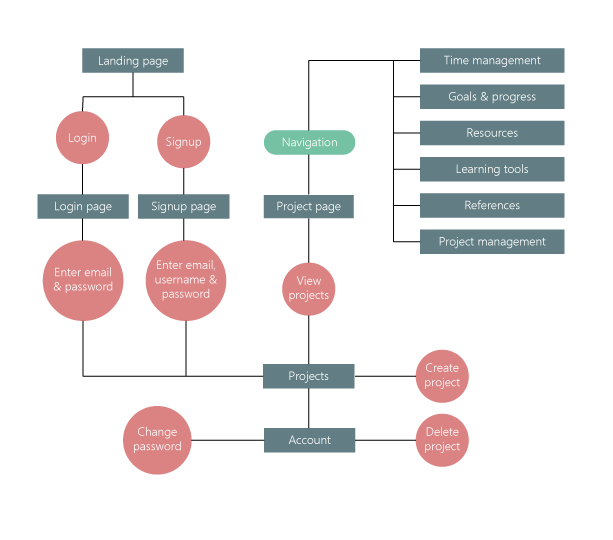 Landing page
Login
Signup
Login page
Signup page
Enter email
& password
Enter email,
username &
password
Navigation
Project page
View
projects
Time management
Goals & progress
Resources
Learning tools
References
Project management
Projects
Create
project
Change
password
Account
Delete
project